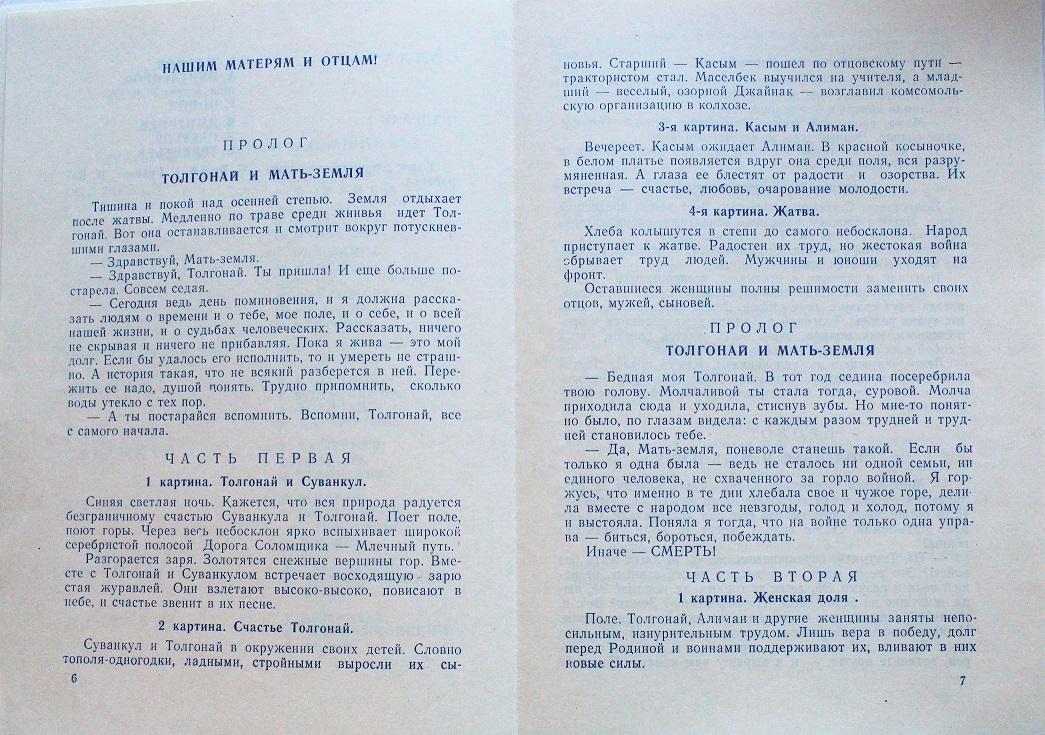 НАШИМ МАТЕРЯМ И ОТЦАМ!
ПРОЛОГ
ТОЛГОНАЙ И МАТЬ-ЗЕМЛЯ
Тишина и покой над осенней степью. Земля отдыхает
после жатвы. Медленно по траве среди жнивья идет Тол-
гонай. Вот она останавливается и смотрит вокруг потускнев-
шими глазами.
— Здравствуй, Мать-земля.
— Здравствуй, Толгонай. Ты пришла! И еще больше по-
старела. Совсем седая.
— Сегодня ведь день поминовения, и я должна расска-
зать людям о времени и о тебе, мое поле, и о себе, и о всей
нашей жизни, и о судьбах человеческих. Рассказать, ничего
не скрывая и ничего не прибавляя. Пока я жива — это мой
долг. Если бы удалось его исполнить, то и умереть не страш-
но. А история такая, что не всякий разберется в ней. Пере-
жить ее надо, душой понять. Трудно припомнить, сколько
воды утекло с тех пор.
— А ты постарайся вспомнить. Вспомни, Толгонай, все
с самого начала.
ЧАСТЬ ПЕРВАЯ
1 картина. Толгонай и Суванкул.
Синяя светлая ночь. Кажется, что вся природа радуется
безграничному счастью Суванкула и Толгонай. Поет поле,
поют горы. Через весь небосклон ярко вспыхивает широкой
серебристой полосой Дорога Соломщика — Млечный путь.
Разгорается заря. Золотятся снежные вершины гор. Вме-
сте с Толгонай и Суванкулом встречает восходящую зарю
стая журавлей. Они взлетают высоко-высоко, повисают в
небе, и счастье звенит в их песне.
2 картина. Счастье Толгонай.
Суванкул и Толгонай в окружении своих детей. Словно
тополя-одногодки, ладными, стройными выросли их сы-
6
новья. Старший — Касым — пошел по отцовскому пути —
трактористом стал. Маселбек выучился на учителя, а млад-
ший — веселый, озорной Джайнак — возглавил комсомоль-
скую организацию в колхозе.
3-я картина. Касым и Алиман.
Вечереет. Касым ожидает Алиман. В красной косыночке,
в белом платье появляется вдруг она среди поля, вся разру-
мяненная. А глаза ее блестят от радости и озорства. Их
встреча — счастье, любовь, очарование молодости.
4-я картина. Жатва.
Хлеба колышутся в степи до самого небосклона. Народ
приступает к жатве. Радостен их труд, но жестокая война
обрывает труд людей. Мужчины и юноши уходят на
фронт.
Оставшиеся женщины полны решимости заменить своих
отцов, мужей, сыновей.
ПРОЛОГ
ТОЛГОНАЙ И МАТЬ-ЗЕМЛЯ
— Бедная моя Толгонай. В тот год седина посеребрила
твою голову. Молчаливой ты стала тогда, суровой. Молча
приходила сюда и уходила, стиснув зубы. Но мне-то понят-
но было, по глазам видела: с каждым разом трудней и труд-
ней становилось тебе.
— Да, Мать-земля, поневоле станешь такой. Если бы
только я одна была — ведь не сталось ни одной семьи, ни
единого человека, не схваченного за горло войной. Я гор-
жусь, что именно в те дни хлебала свое и чужое горе, дели-
ла вместе с народом все невзгоды, голод и холод, потому я
и выстояла. Поняла я тогда, что на войне только одна упра-
ва — биться, бороться, побеждать.
Иначе — СМЕРТЬ!
ЧАСТЬ ВТОРАЯ
1 картина. Женская доля .
Поле. Толгонай, Алиман и другие женщины заняты непо-
сильным, изнурительным трудом. Лишь вера в победу, долг
перед Родиной и воинами поддерживают их, вливают в них
новые силы.
7